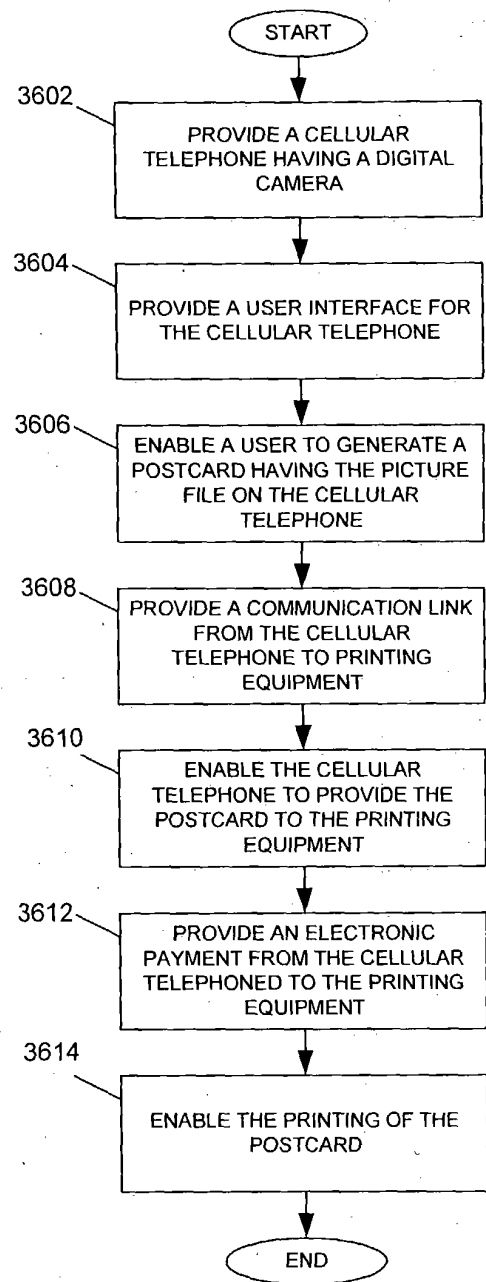 START
3602
PROVIDE A CELLULAR
TELEPHONE HAVING A DIGITAL
CAMERA
3604
PROVIDE A USER INTERFACE FOR
THE CELLULAR TELEPHONE
3606
ENABLE A USER TO GENERATE A
POSTCARD HAVING THE PICTURE
FILE ON THE CELLULAR
TELEPHONE
3608
PROVIDE A COMMUNICATION LINK
FROM THE CELLULAR
TELEPHONE TO PRINTING
EQUIPMENT
3610
ENABLE THE CELLULAR
TELEPHONE TO PROVIDE THE
POSTCARD TO THE PRINTING
EQUIPMENT
3612
PROVIDE AN ELECTRONIC
PAYMENT FROM THE CELLULAR
TELEPHONED TO THE PRINTING
EQUIPMENT
3614
ENABLE THE PRINTING OF THE
POSTCARD
END